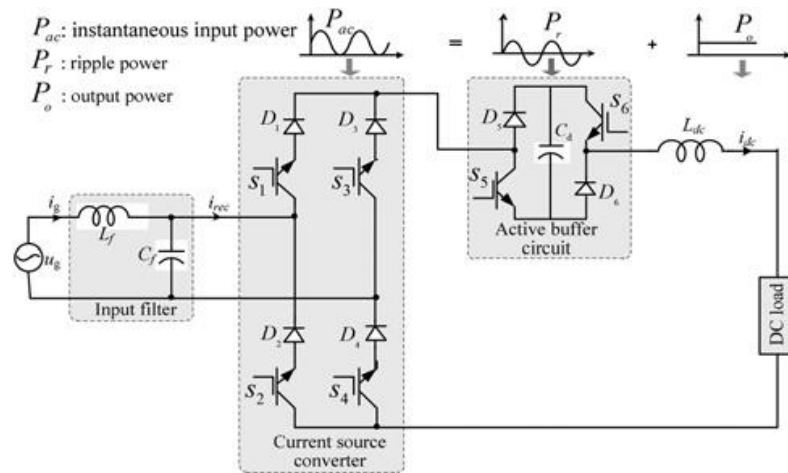 P_ac: instantaneous input power
P_r : ripple power
P_o : output power
P_ac
=
P_r
+
P_o
D_1
D_3
S_1
S_3
D_5
C_d
S_6
S_5
D_6
L_dc
i_dc
Active buffer
circuit
i_g
L_f
i_rec
C_f
u_g
Input filter
D_2
D_4
S_2
S_4
DC load
Current source
converter